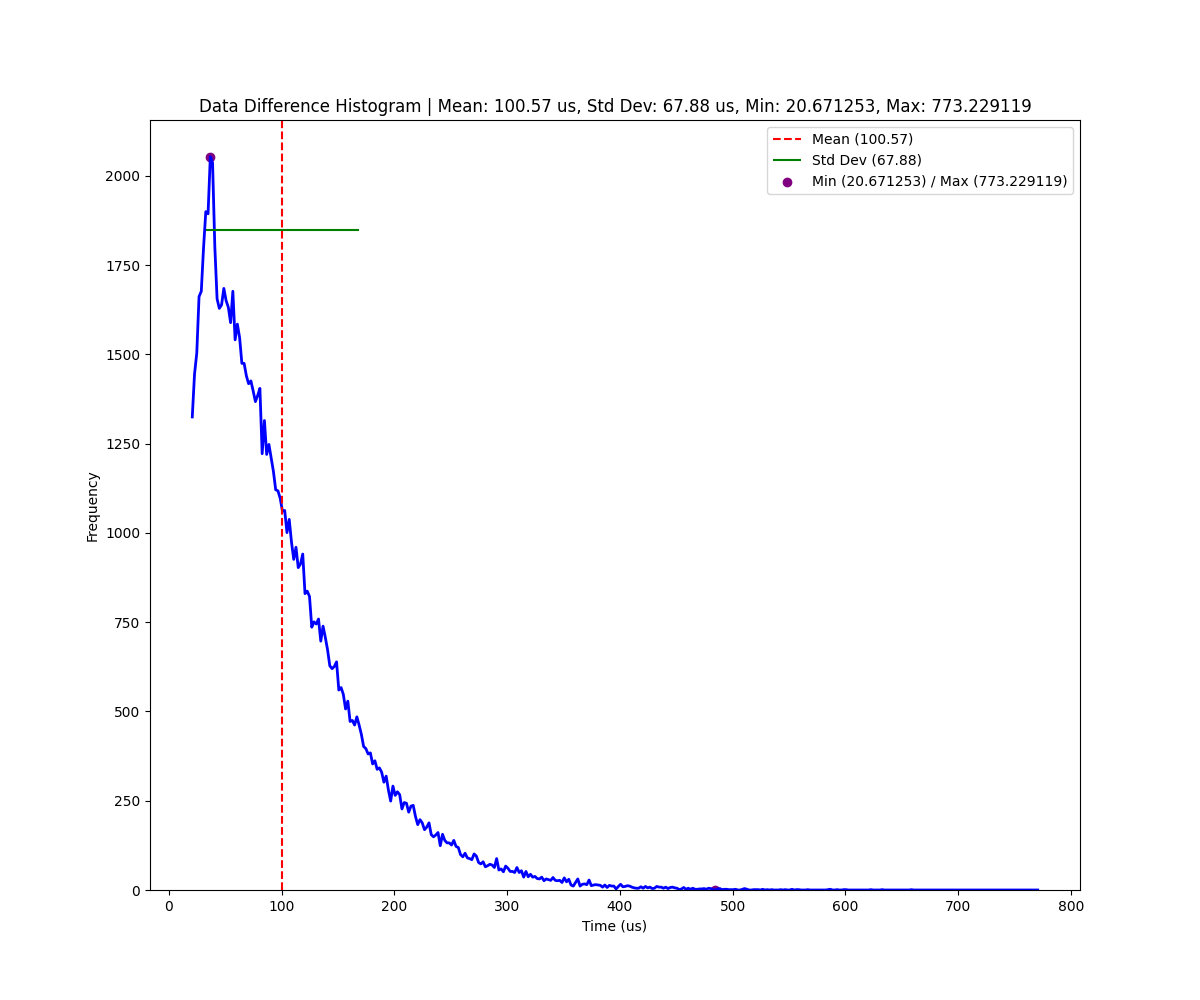 Data Difference Histogram | Mean: 100.57 us, Std Dev: 67.88 us, Min: 20.671253, Max: 773.229119
Mean (100.57)
Std Dev (67.88)
Min (20.671253) / Max (773.229119)
2000
1750
1500
1250
1000
750
500
250
0
Frequency
0 100 200 300 400 500 600 700 800
Time (us)